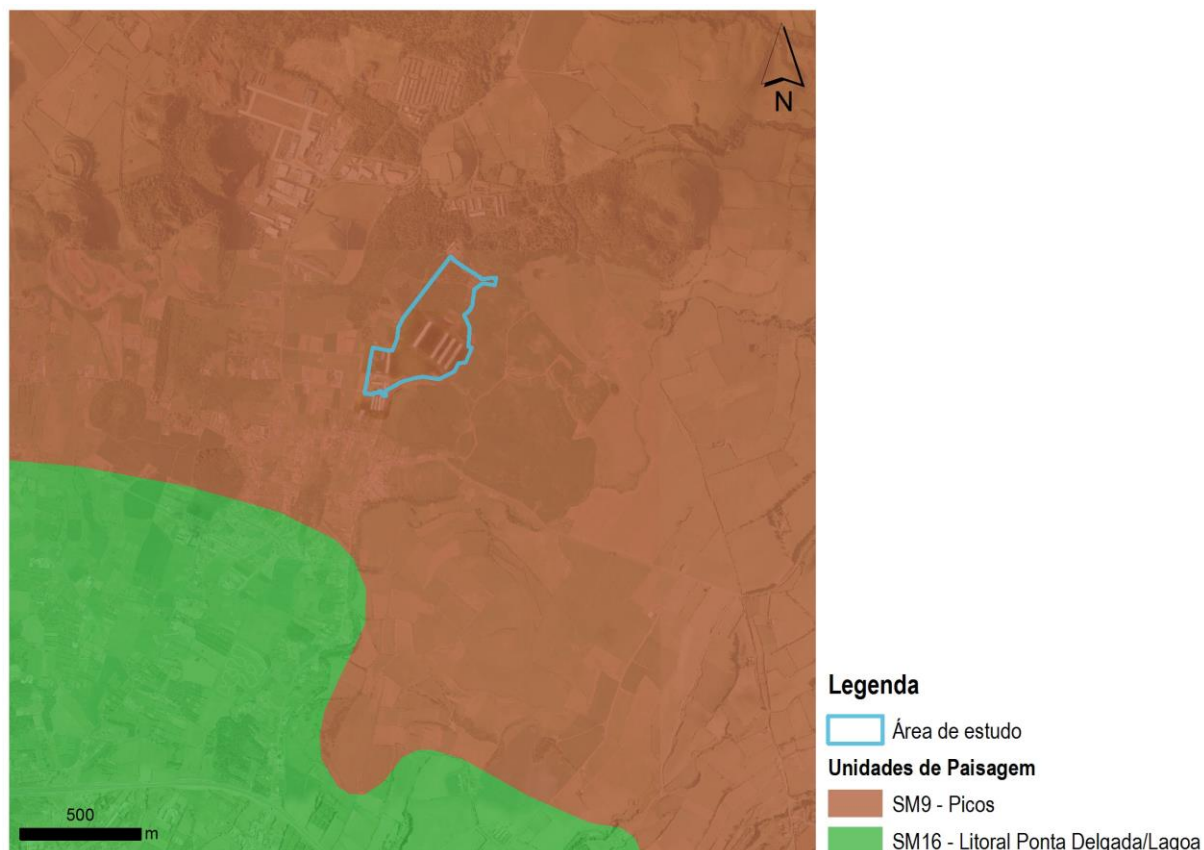 N
Legenda
Área de estudo
Unidades de Paisagem
SM9 - Picos
SM16 - Litoral Ponta Delgada/Lagoa
500
m